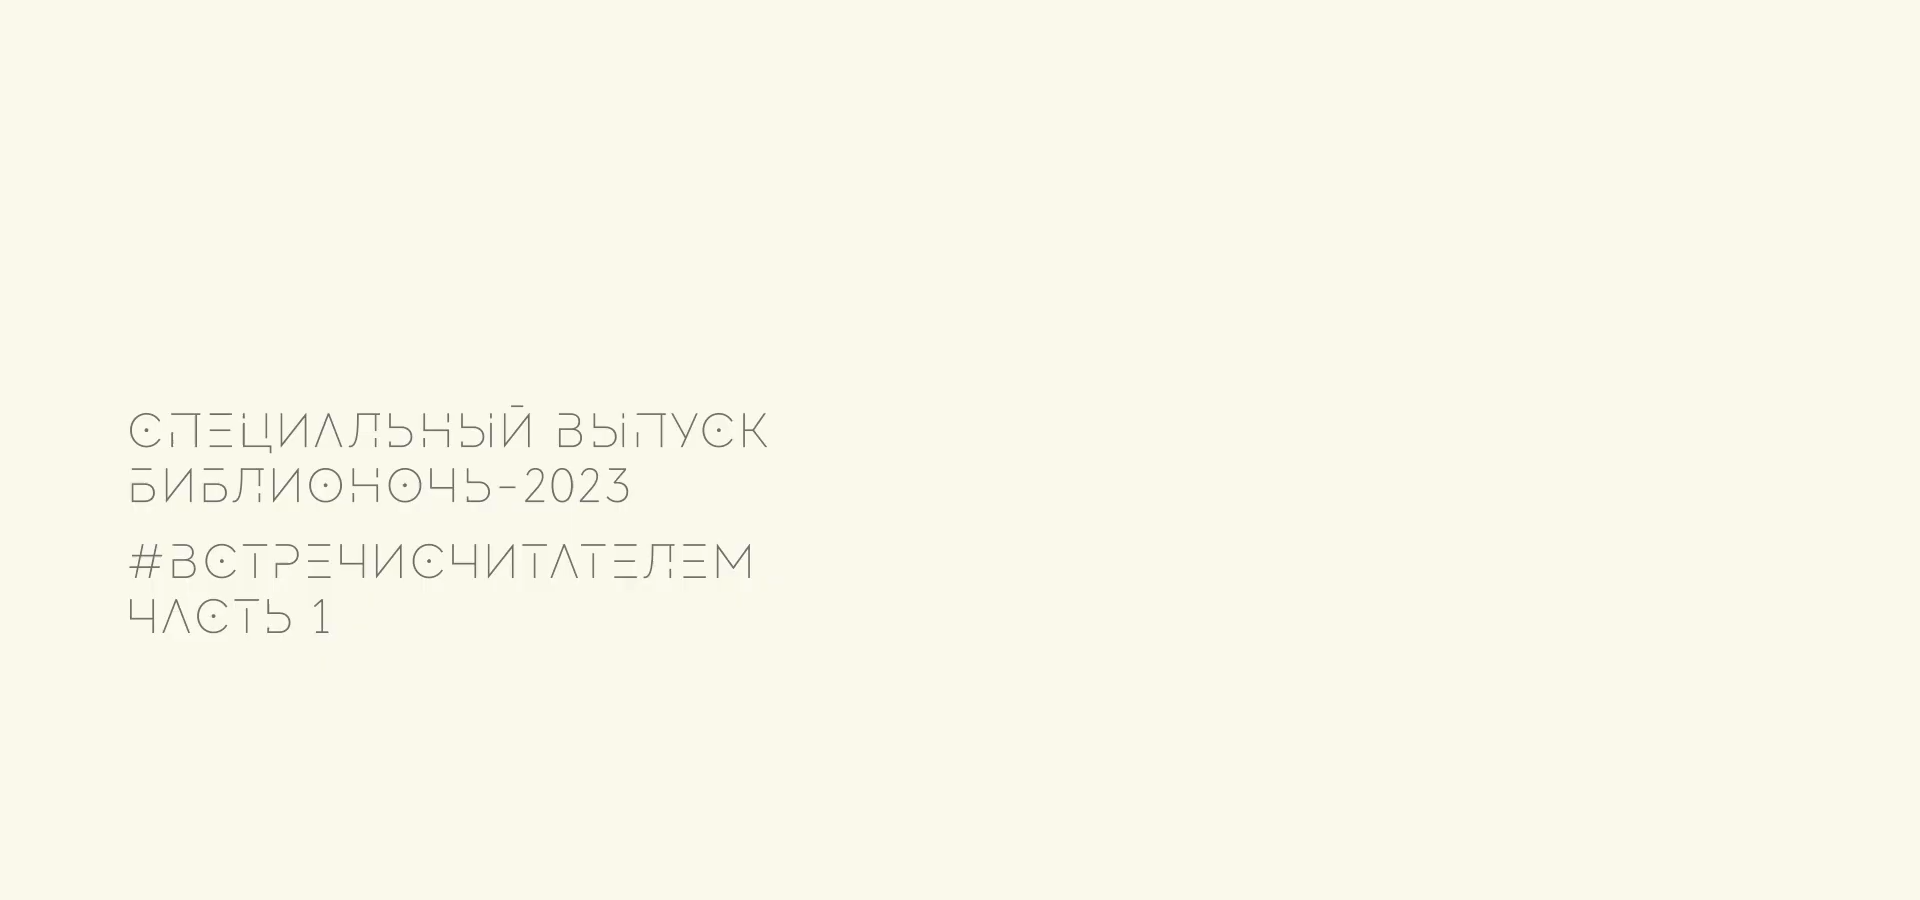 СПЕЦИАЛЬНЫЙ ВЫПУСК
БИБЛИОНОЧЬ-2023
#ВСТРЕЧИСЧИТАТЕЛЕМ
ЧАСТЬ 1